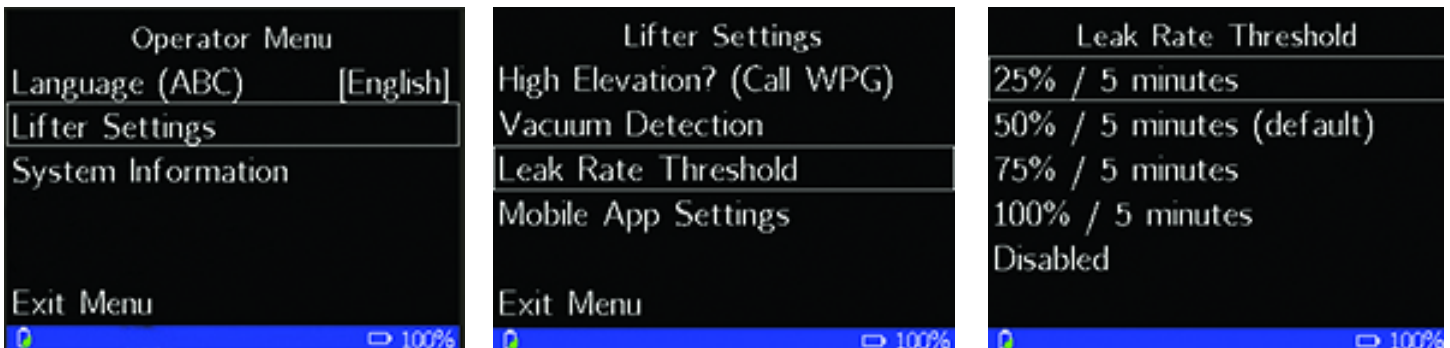 Operator Menu
Language (ABC) [English]
Lifter Settings
System Information
Exit Menu
100%
Lifter Settings
High Elevation? (Call WPG)
Vacuum Detection
Leak Rate Threshold
Mobile App Settings
Exit Menu
100%
Leak Rate Threshold
25% / 5 minutes
50% / 5 minutes (default)
75% / 5 minutes
100% / 5 minutes
Disabled
100%